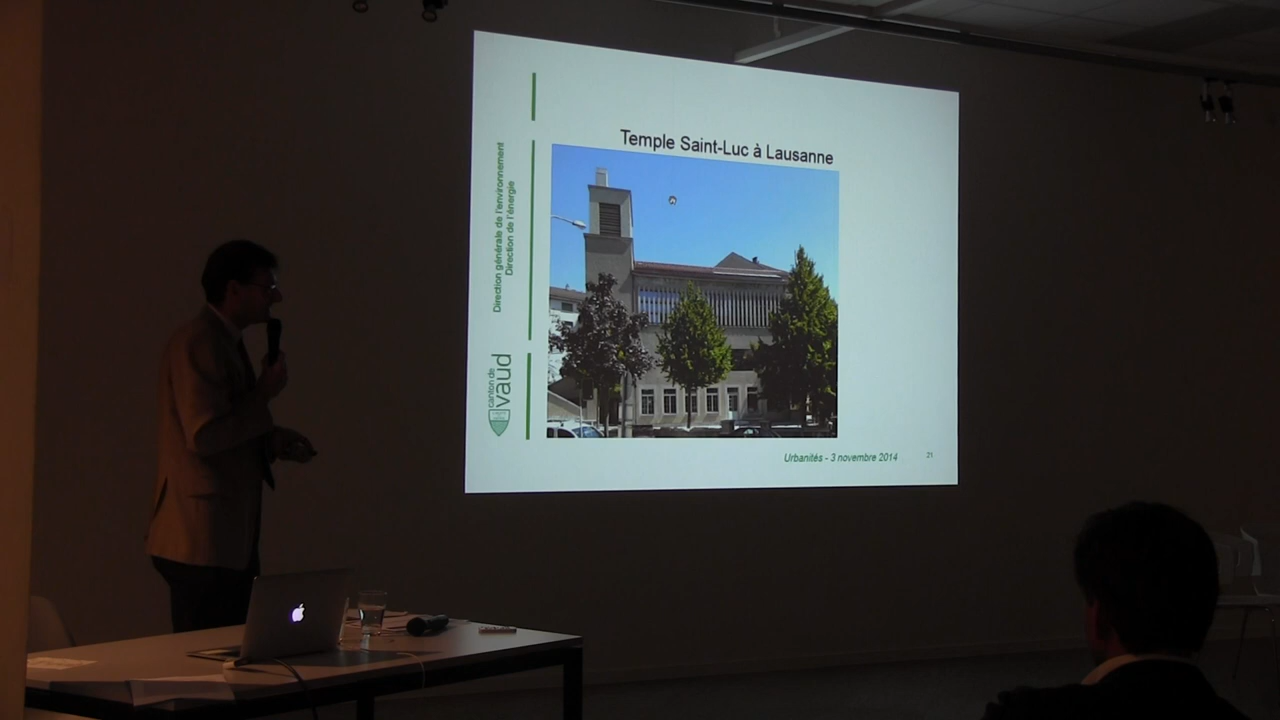 Temple Saint-Luc à Lausanne
Direction générale de l'environnement
Direction de l'énergie
canton de
vaud
Urbanités - 3 novembre 2014
21